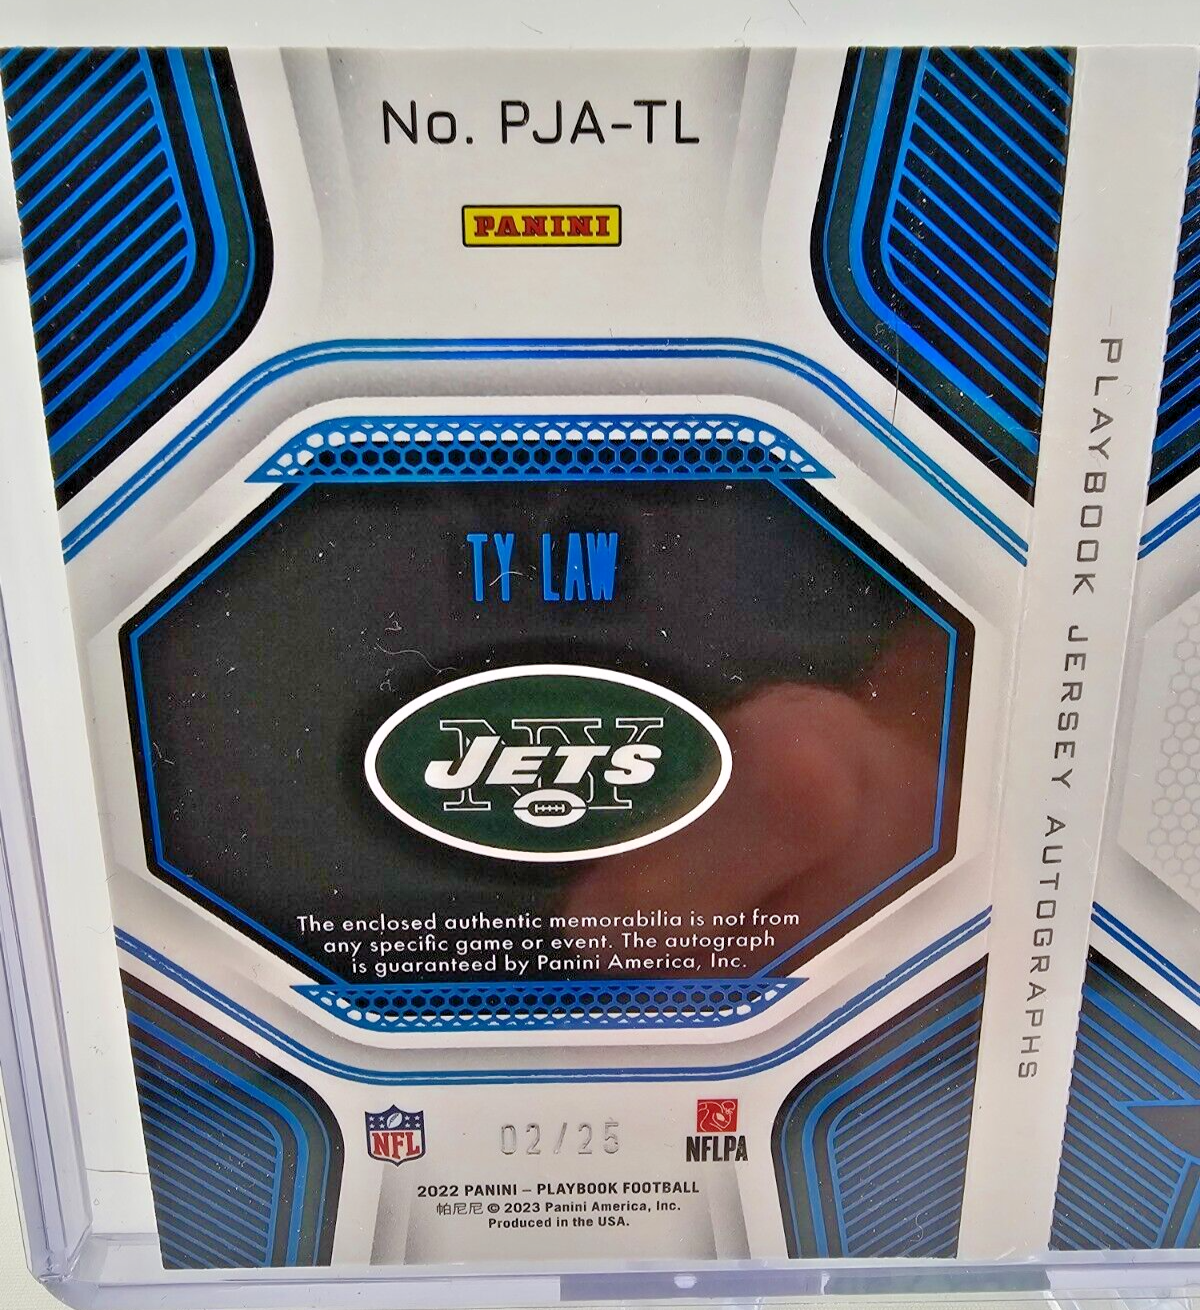 No. PJA-TL
PANINI
TY LAW
NY
JETS
The enclosed authentic memorabilia is not from
any specific game or event. The autograph
is guaranteed by Panini America, Inc.
NFL
02/25
NFLPA
2022 PANINI – PLAYBOOK FOOTBALL
帕尼尼 © 2023 Panini America, Inc.
Produced in the USA.
PLAYBOOK JERSEY AUTOGRAPHS